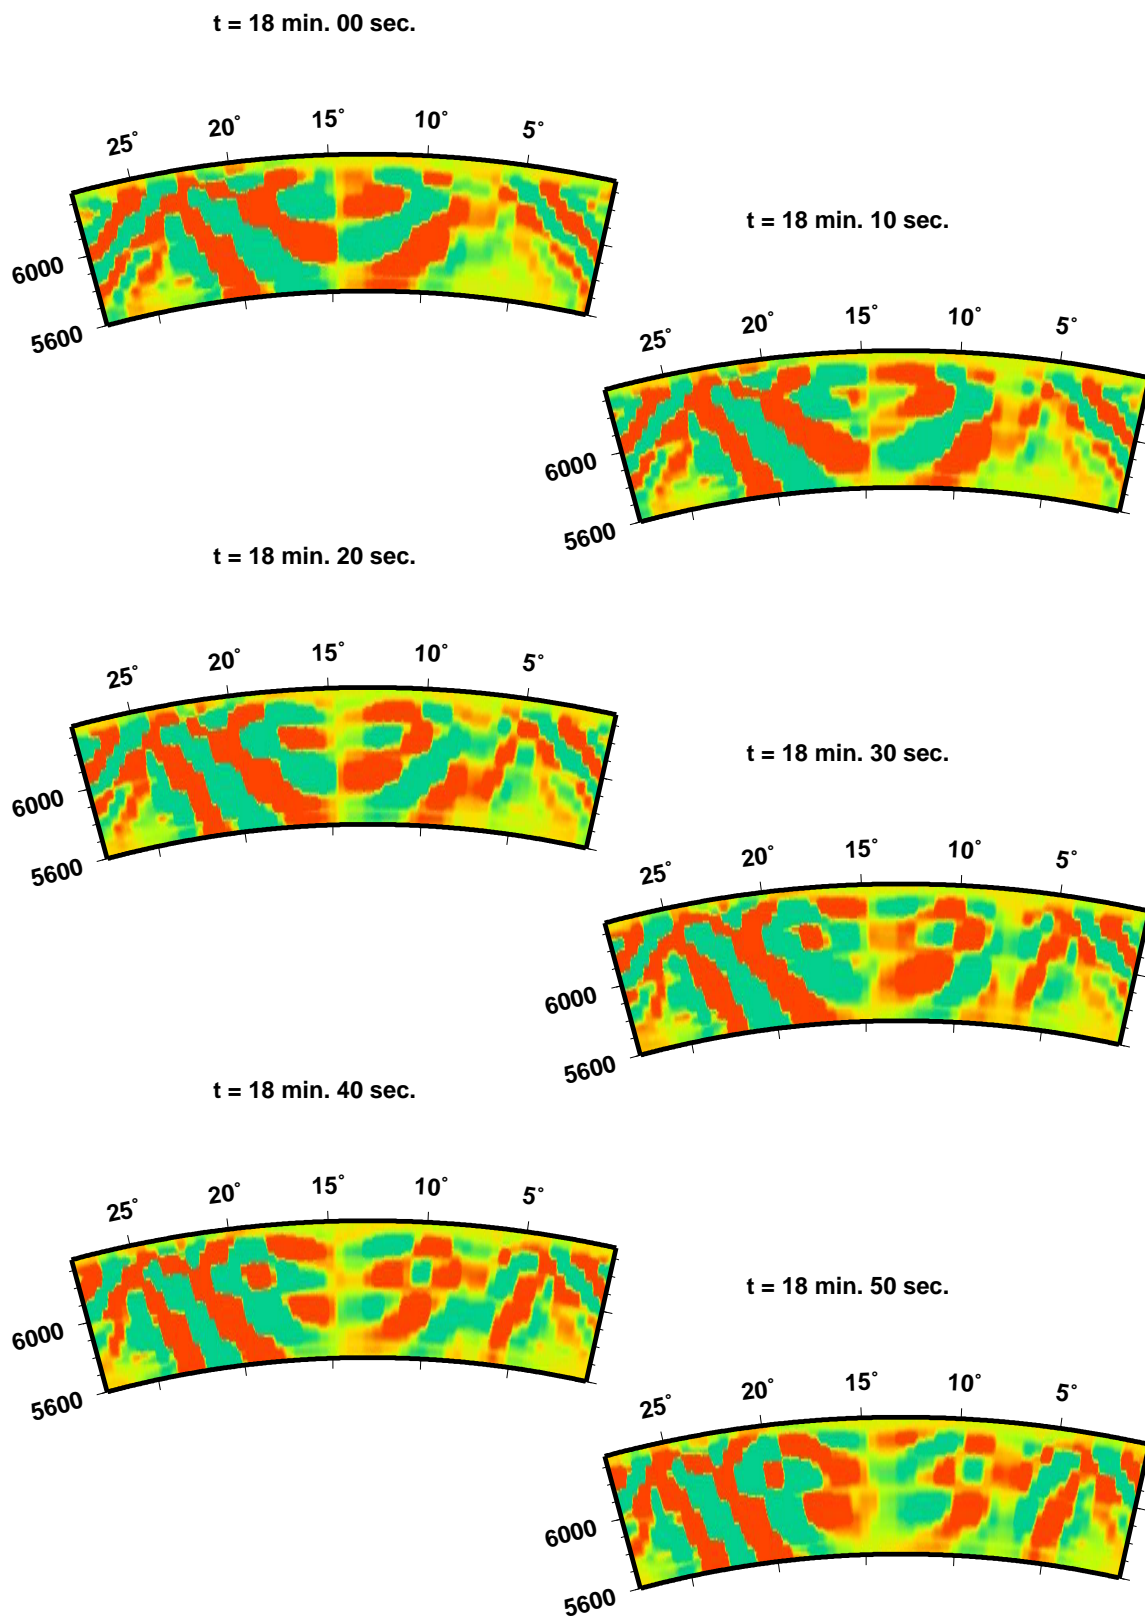 t = 18 min. 00 sec.
25° 20° 15° 10° 5°
6000
5600
t = 18 min. 10 sec.
25° 20° 15° 10° 5°
6000
5600
t = 18 min. 20 sec.
25° 20° 15° 10° 5°
6000
5600
t = 18 min. 30 sec.
25° 20° 15° 10° 5°
6000
5600
t = 18 min. 40 sec.
25° 20° 15° 10° 5°
6000
5600
t = 18 min. 50 sec.
25° 20° 15° 10° 5°
6000
5600